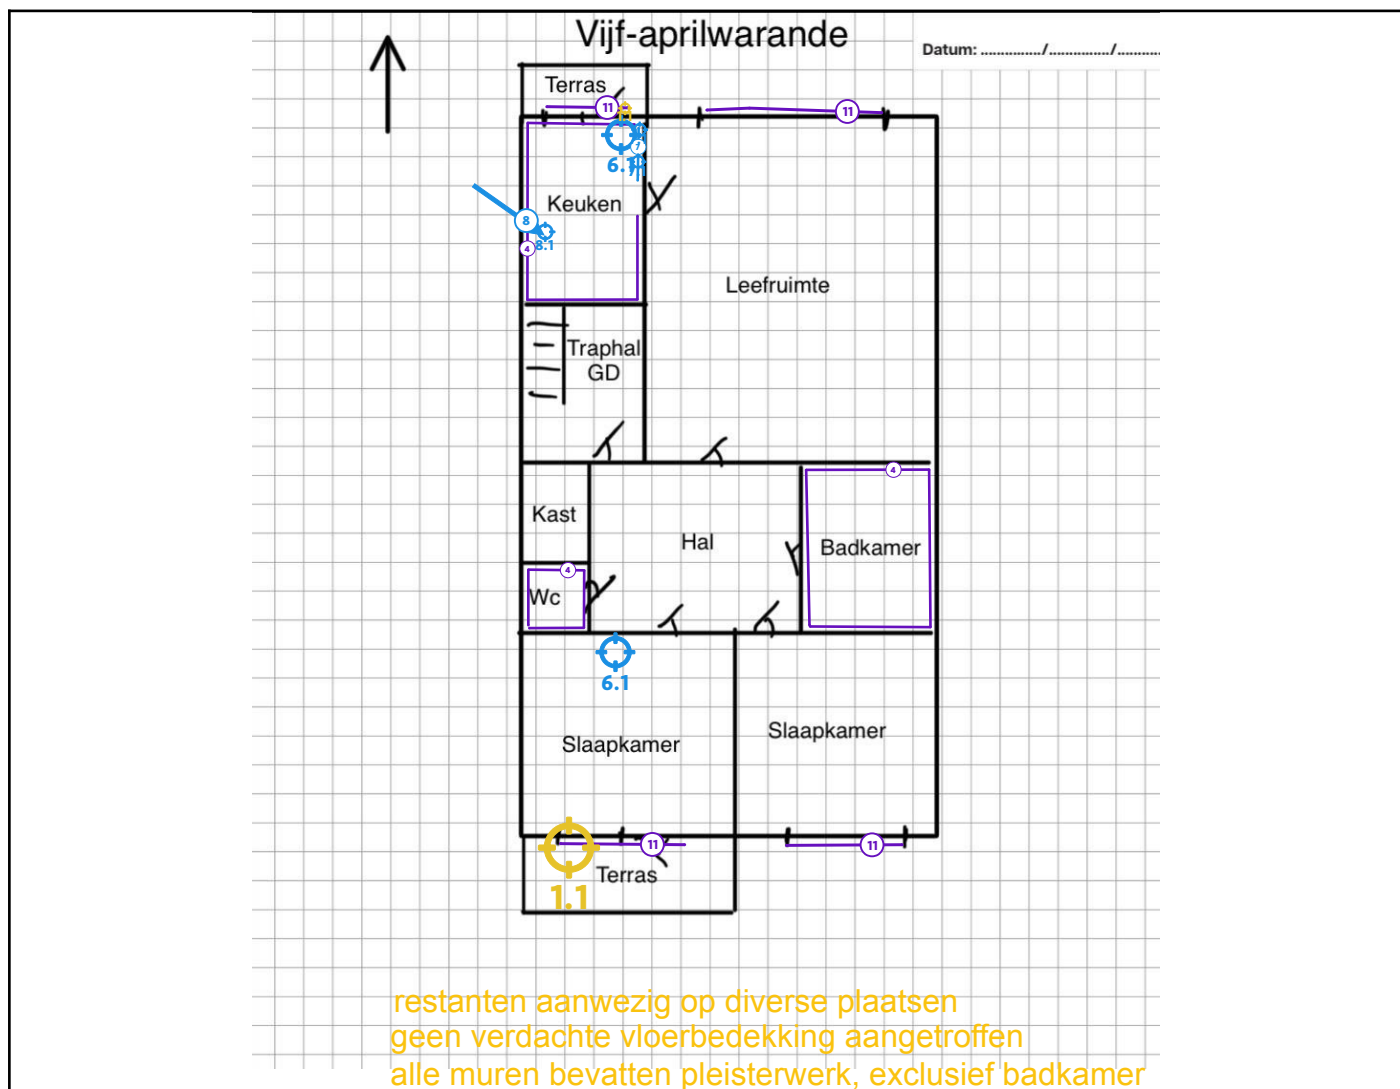 Vijf-aprilwarande
Datum: ............../............../..........
Terras
11
11
6.1
7
Keuken
8
8.1
4
Leefruimte
Traphal
GD
4
Kast
Hal
Badkamer
4
Wc
6.1
Slaapkamer
Slaapkamer
11
11
Terras
1.1
restanten aanwezig op diverse plaatsen
geen verdachte vloerbedekking aangetroffen
alle muren bevatten pleisterwerk, exclusief badkamer